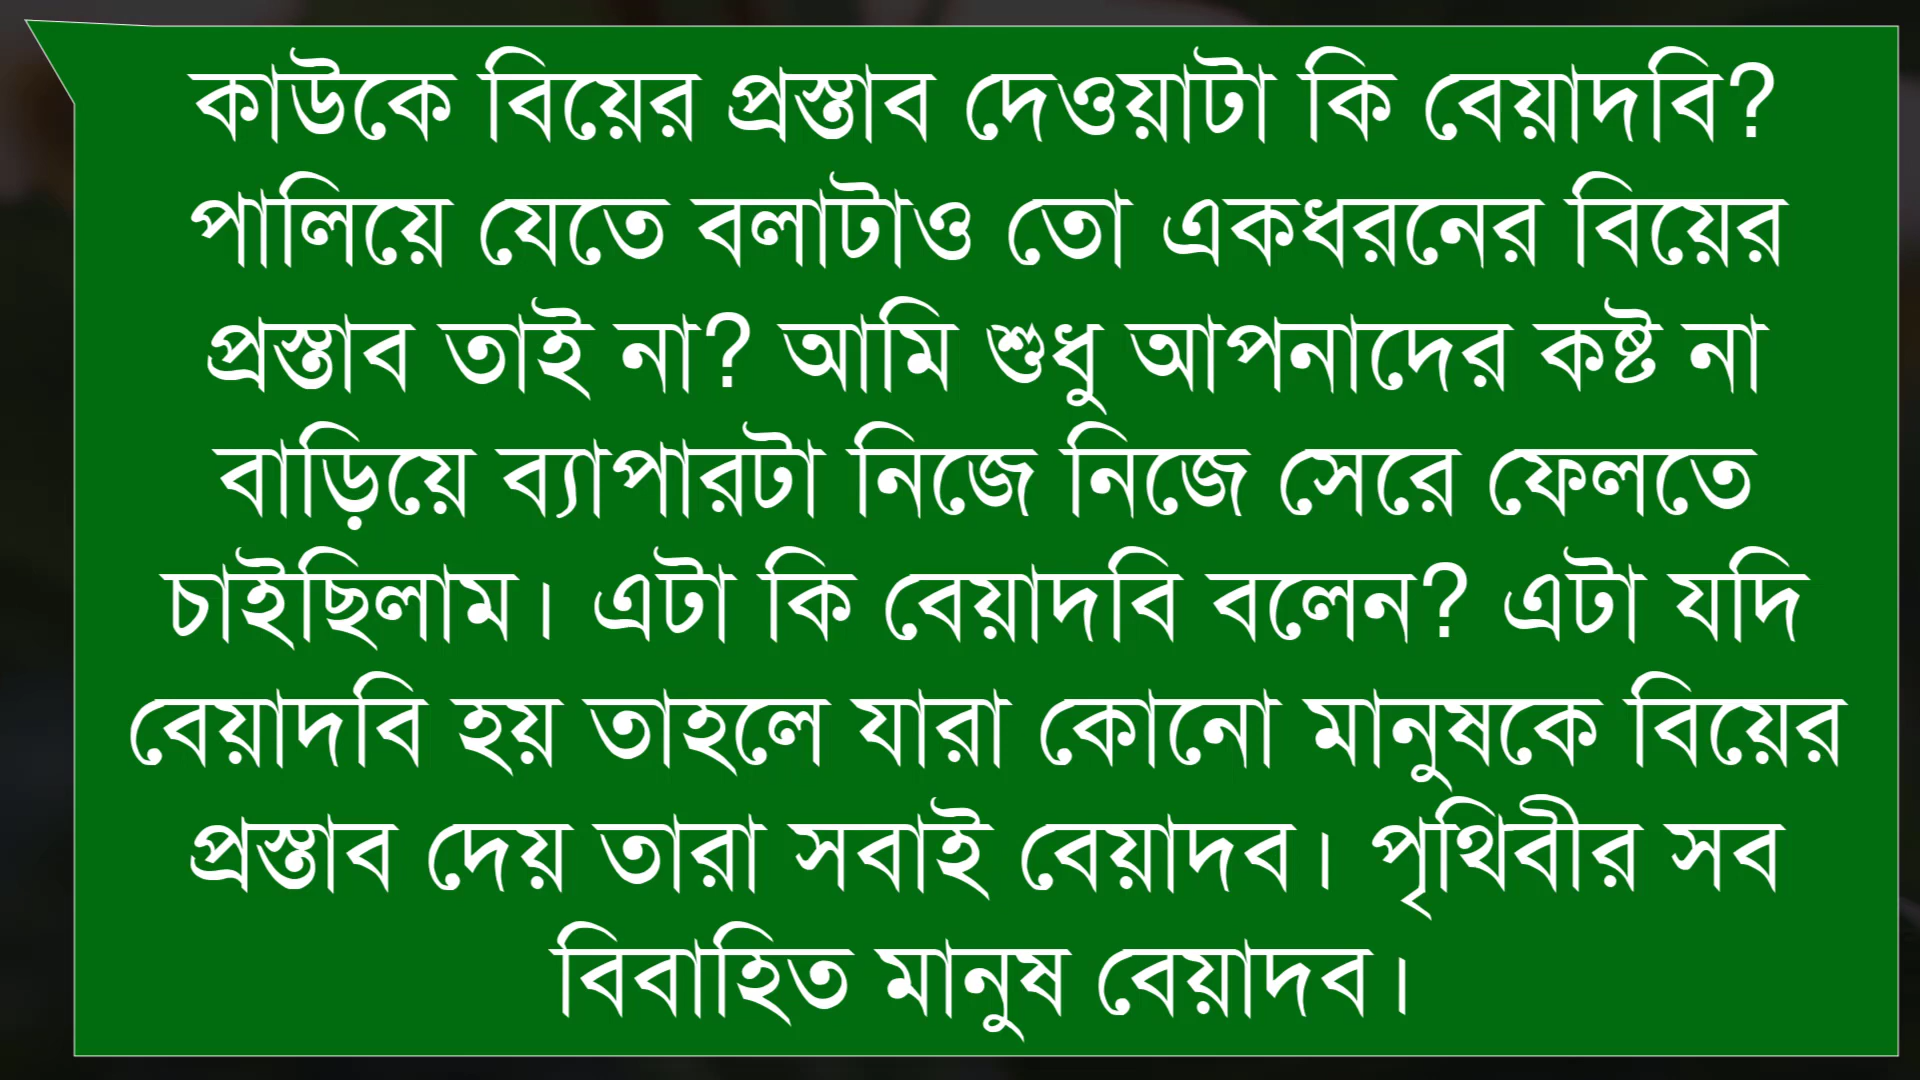 কাউকে বিয়ের প্রস্তাব দেওয়াটা কি বেয়াদবি?
পালিয়ে যেতে বলাটাও তো একধরনের বিয়ের
প্রস্তাব তাই না? আমি শুধু আপনাদের কষ্ট না
বাড়িয়ে ব্যাপারটা নিজে নিজে সেরে ফেলতে
চাইছিলাম। এটা কি বেয়াদবি বলেন? এটা যদি
বেয়াদবি হয় তাহলে যারা কোনো মানুষকে বিয়ের
প্রস্তাব দেয় তারা সবাই বেয়াদব। পৃথিবীর সব
বিবাহিত মানুষ বেয়াদব।